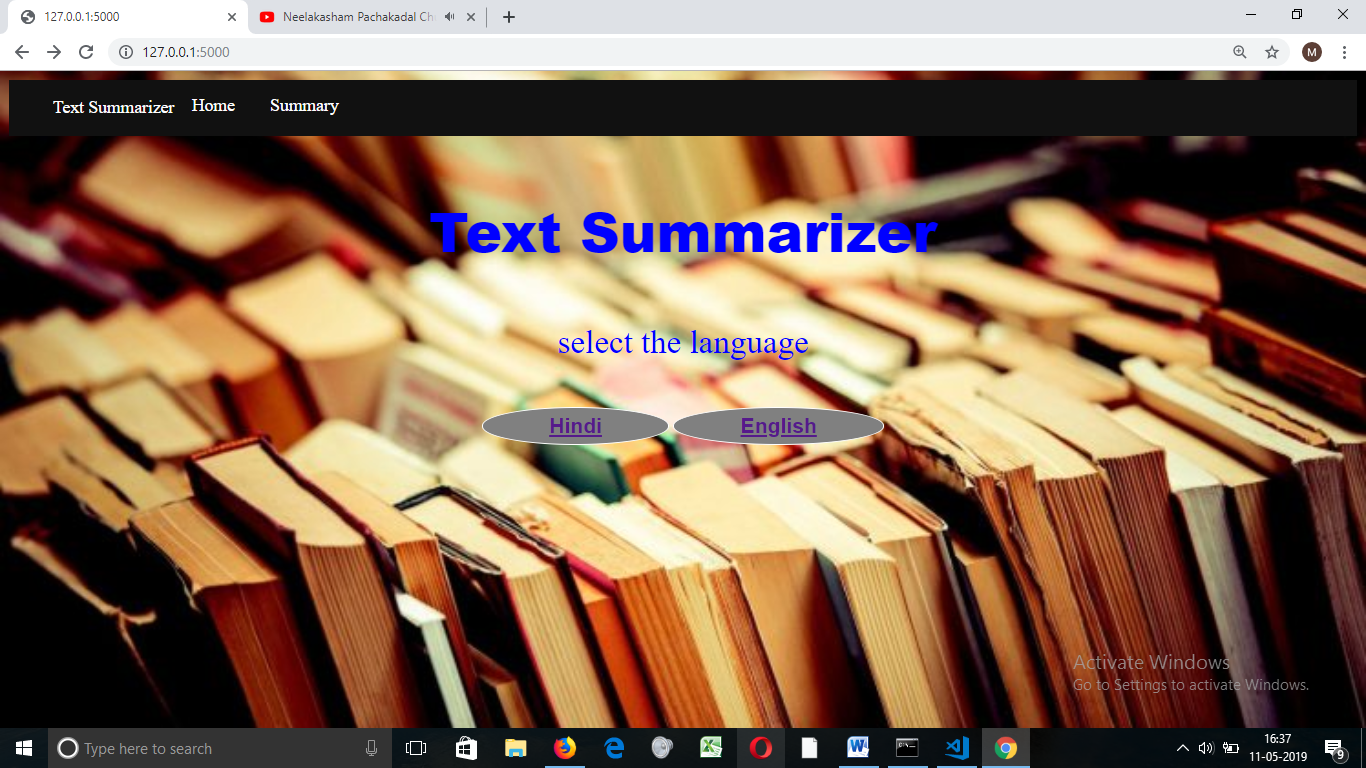 127.0.0.1:5000
Neelakasham Pachakadal Ch
127.0.0.1:5000
M
Text Summarizer Home Summary
Text Summarizer
select the language
Hindi English
Activate Windows
Go to Settings to activate Windows.
Type here to search
16:37
11-05-2019
9